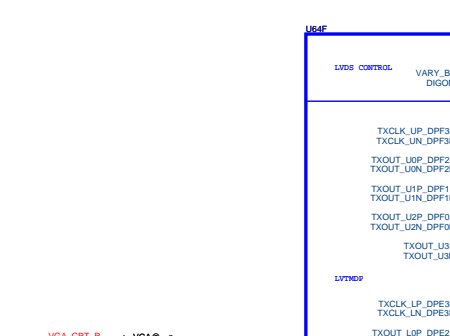 U64F
LVDS CONTROL
VARY_B
DIGO
TXCLK_UP_DPF3
TXCLK_UN_DPF3
TXOUT_U0P_DPF2
TXOUT_U0N_DPF2
TXOUT_U1P_DPF1
TXOUT_U1N_DPF1
TXOUT_U2P_DPF0
TXOUT_U2N_DPF0
TXOUT_U3
TXOUT_U3
LVTMDP
TXCLK_LP_DPE3
TXCLK_LN_DPE3
TXOUT_L0P_DPE2